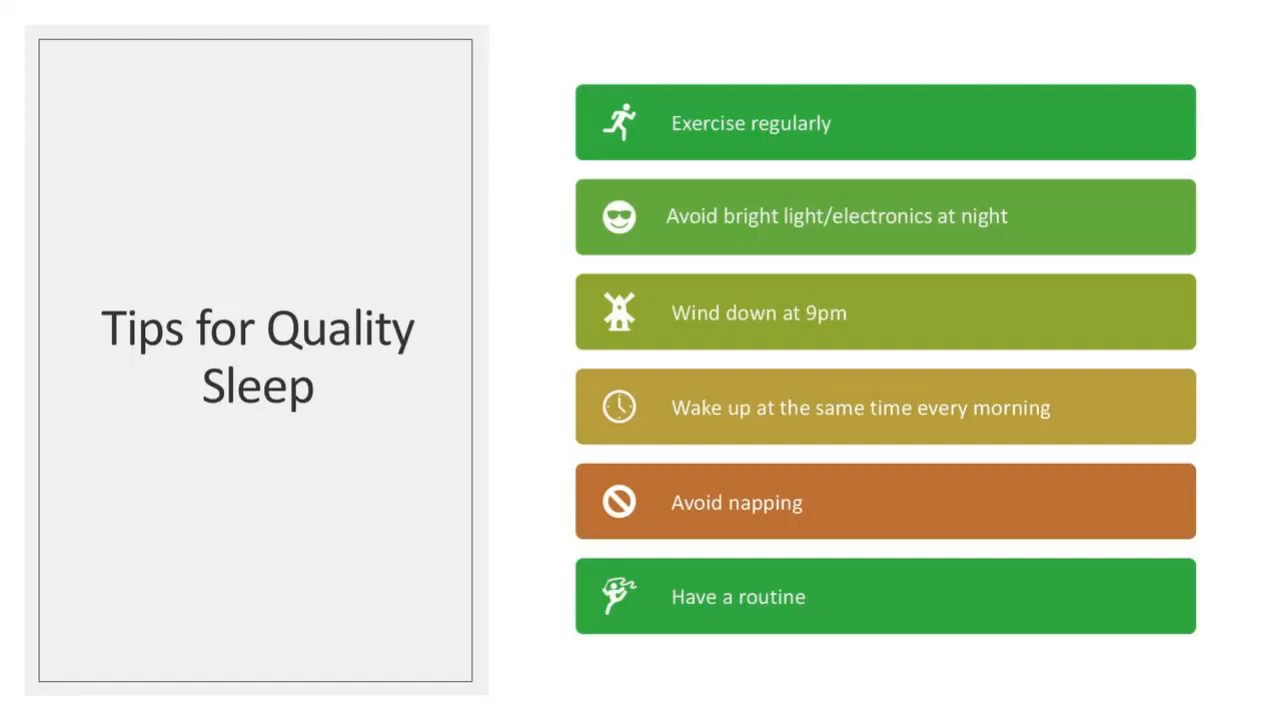 Tips for Quality
Sleep
Exercise regularly
Avoid bright light/electronics at night
Wind down at 9pm
Wake up at the same time every morning
Avoid napping
Have a routine